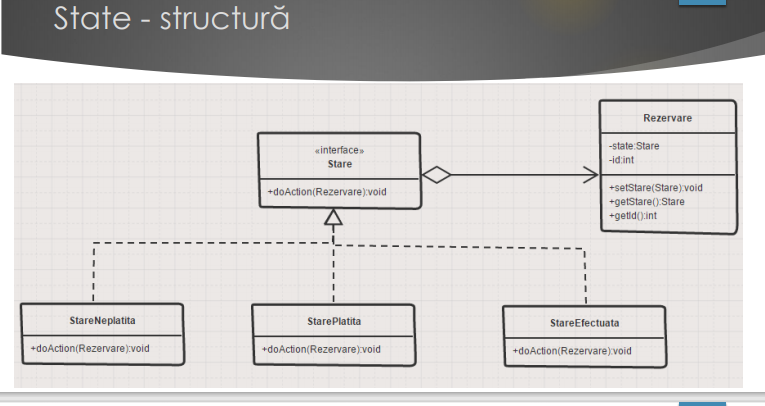 State - structură
«interface»
Stare
+doAction(Rezervare):void
Rezervare
-state:Stare
-id:int
+setStare(Stare):void
+getStare():Stare
+getId():int
StareNeplatita
+doAction(Rezervare):void
StarePlatita
+doAction(Rezervare):void
StareEfectuata
+doAction(Rezervare):void